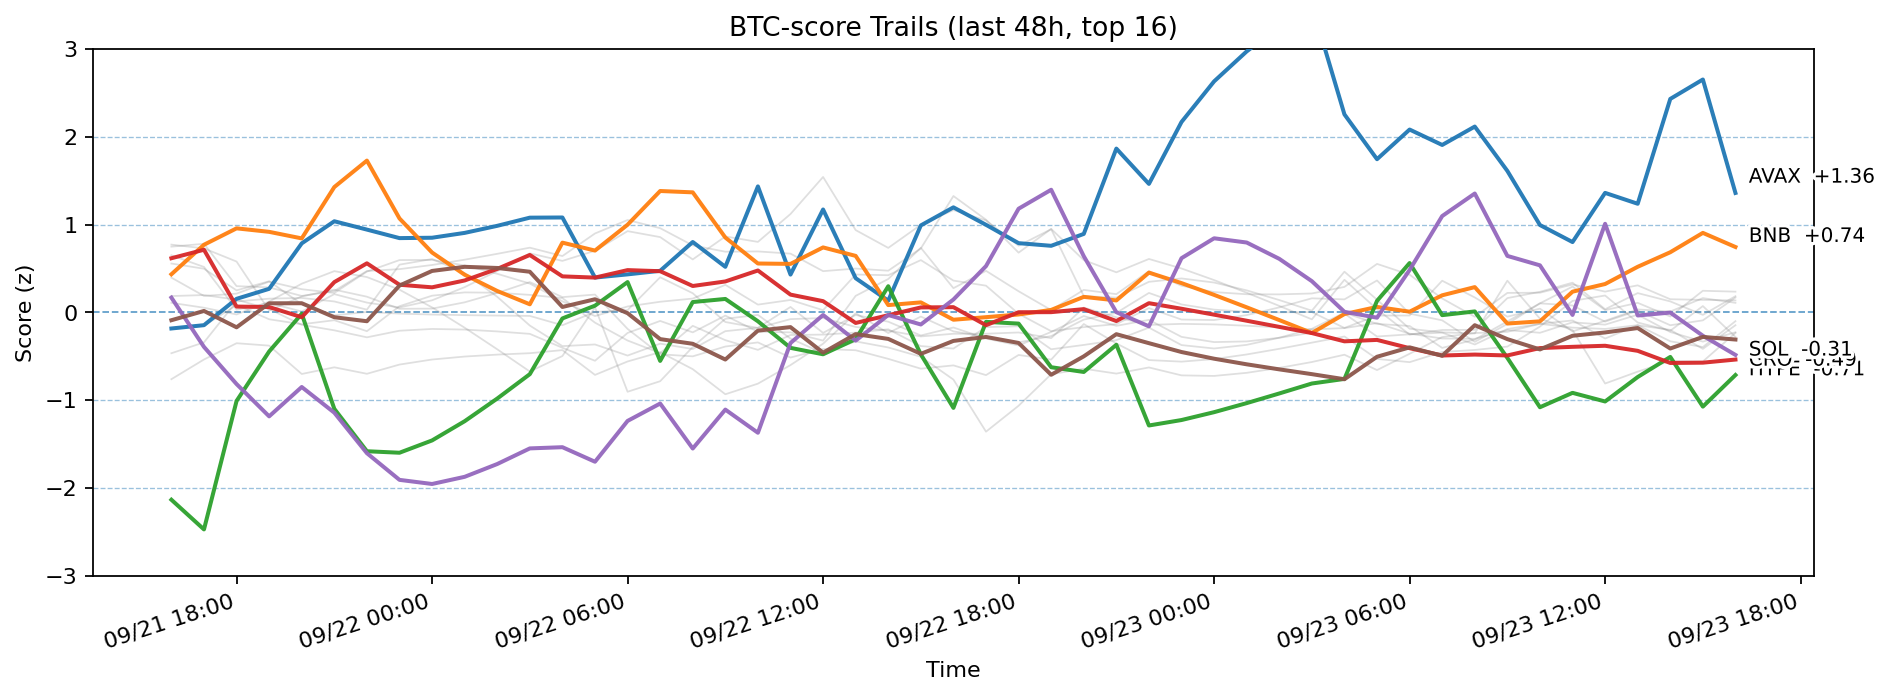 BTC-score Trails (last 48h, top 16)
Score (z)
3
2
1
0
−1
−2
−3
AVAX +1.36
BNB +0.74
SOL -0.31
HYPE -0.71
09/21 18:00
09/22 00:00
09/22 06:00
09/22 12:00
09/22 18:00
09/23 00:00
09/23 06:00
09/23 12:00
09/23 18:00
Time